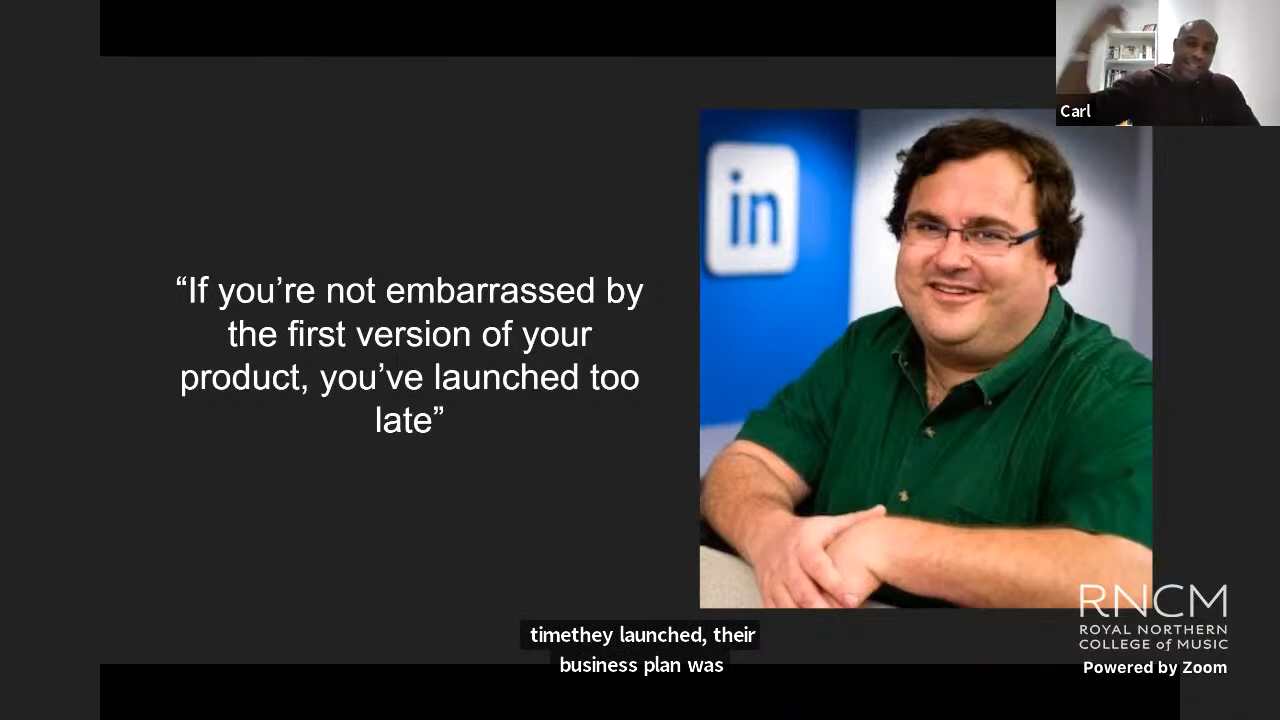 Carl
in
“If you’re not embarrassed by
the first version of your
product, you’ve launched too
late”
timethey launched, their
business plan was
RNCM
ROYAL NORTHERN
COLLEGE of MUSIC
Powered by Zoom